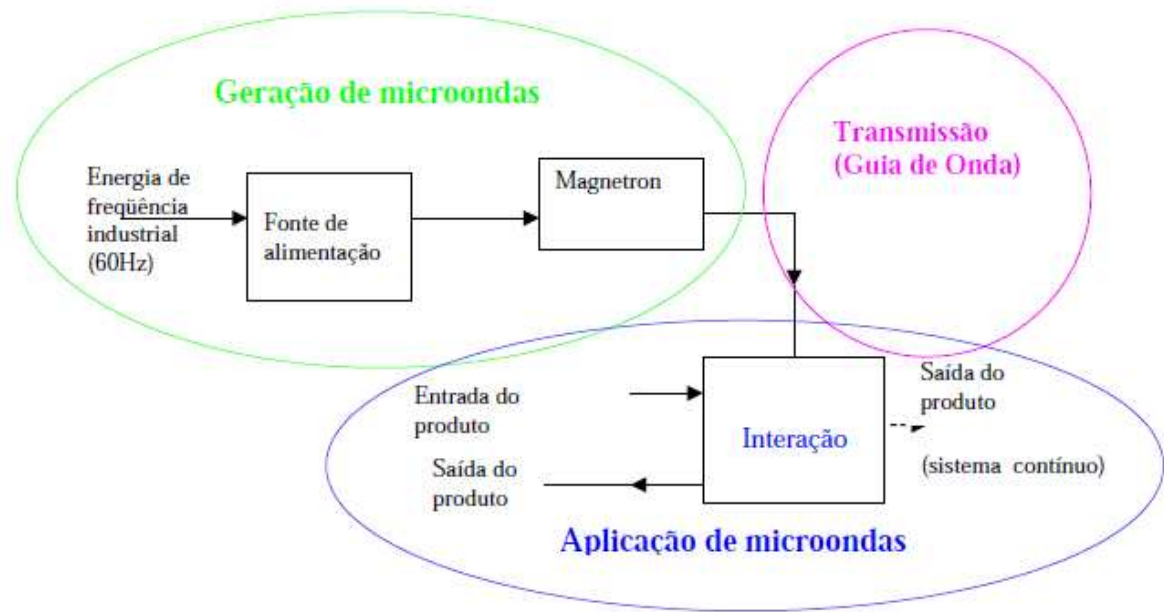 Geração de microondas
Transmissão
(Guia de Onda)
Energia de
freqüência
industrial
(60Hz)
Fonte de
alimentação
Magnetron
Entrada do
produto
Saída do
produto
Interação
Saída do
produto
(sistema contínuo)
Aplicação de microondas